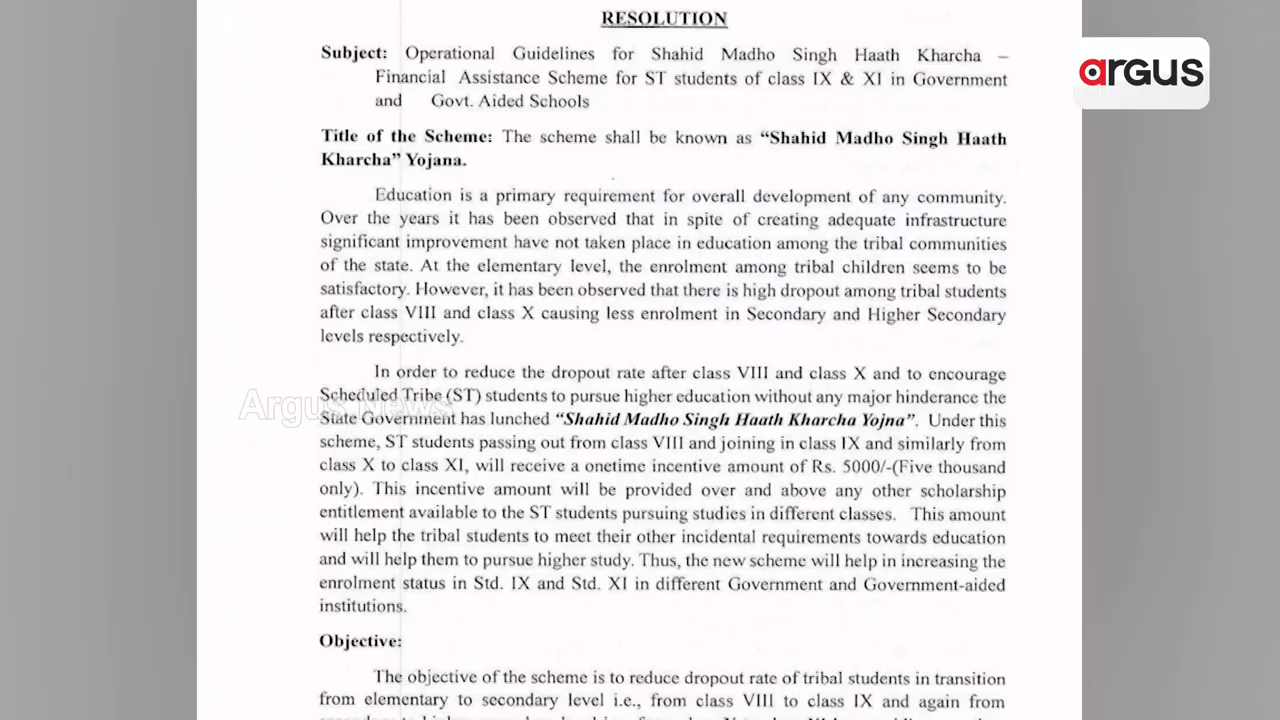 RESOLUTION
Subject: Operational Guidelines for Shahid Madho Singh Haath Kharcha –
Financial Assistance Scheme for ST students of class IX & XI in Government
and Govt. Aided Schools
argus
Title of the Scheme: The scheme shall be known as “Shahid Madho Singh Haath
Kharcha” Yojana.
Education is a primary requirement for overall development of any community.
Over the years it has been observed that in spite of creating adequate infrastructure
significant improvement have not taken place in education among the tribal communities
of the state. At the elementary level, the enrolment among tribal children seems to be
satisfactory. However, it has been observed that there is high dropout among tribal students
after class VIII and class X causing less enrolment in Secondary and Higher Secondary
levels respectively.
In order to reduce the dropout rate after class VIII and class X and to encourage
Scheduled Tribe (ST) students to pursue higher education without any major hinderance the
State Government has lunched “Shahid Madho Singh Haath Kharcha Yojna”. Under this
scheme, ST students passing out from class VIII and joining in class IX and similarly from
class X to class XI, will receive a onetime incentive amount of Rs. 5000/-(Five thousand
only). This incentive amount will be provided over and above any other scholarship
entitlement available to the ST students pursuing studies in different classes. This amount
will help the tribal students to meet their other incidental requirements towards education
and will help them to pursue higher study. Thus, the new scheme will help in increasing the
enrolment status in Std. IX and Std. XI in different Government and Government-aided
institutions.
Argus News
Objective:
The objective of the scheme is to reduce dropout rate of tribal students in transition
from elementary to secondary level i.e., from class VIII to class IX and again from